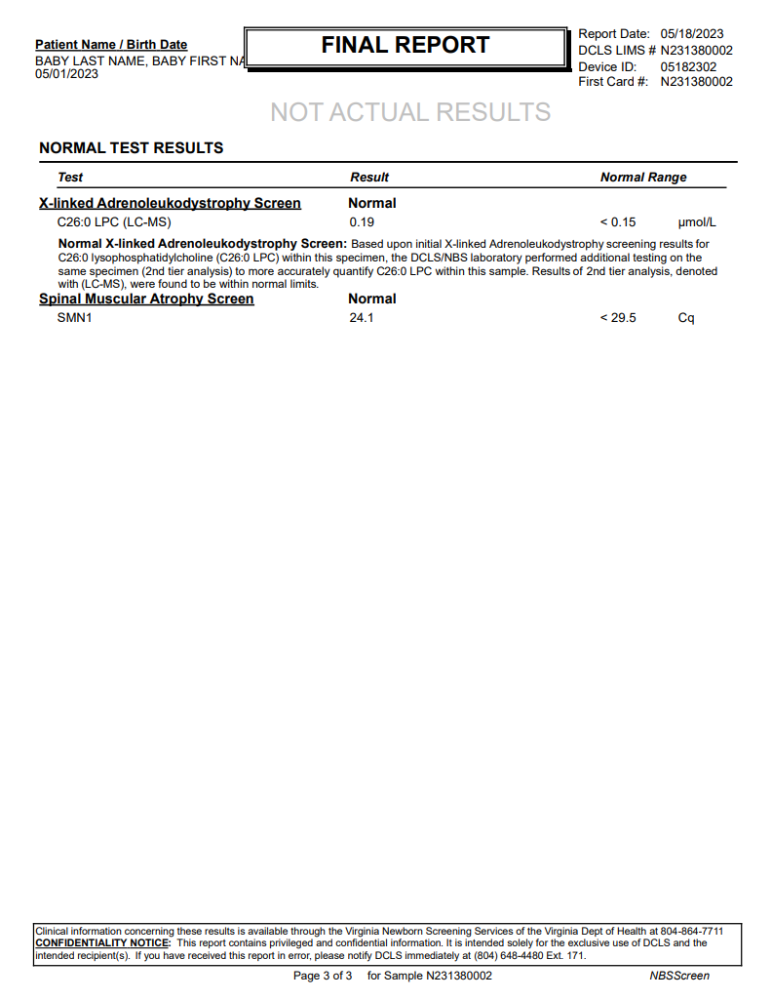 Patient Name / Birth Date
BABY LAST NAME, BABY FIRST NA
05/01/2023
FINAL REPORT
Report Date: 05/18/2023
DCLS LIMS # N231380002
Device ID: 05182302
First Card #: N231380002
NOT ACTUAL RESULTS
NORMAL TEST RESULTS
Test Result Normal Range
X-linked Adrenoleukodystrophy Screen Normal
C26:0 LPC (LC-MS) 0.19 < 0.15 µmol/L
Normal X-linked Adrenoleukodystrophy Screen: Based upon initial X-linked Adrenoleukodystrophy screening results for
C26:0 lysophosphatidylcholine (C26:0 LPC) within this specimen, the DCLS/NBS laboratory performed additional testing on the
same specimen (2nd tier analysis) to more accurately quantify C26:0 LPC within this sample. Results of 2nd tier analysis, denoted
with (LC-MS), were found to be within normal limits.
Spinal Muscular Atrophy Screen Normal
SMN1 24.1 < 29.5 Cq
Clinical information concerning these results is available through the Virginia Newborn Screening Services of the Virginia Dept of Health at 804-864-7711
CONFIDENTIALITY NOTICE: This report contains privileged and confidential information. It is intended solely for the exclusive use of DCLS and the
intended recipient(s). If you have received this report in error, please notify DCLS immediately at (804) 648-4480 Ext. 171.
Page 3 of 3 for Sample N231380002 NBSScreen